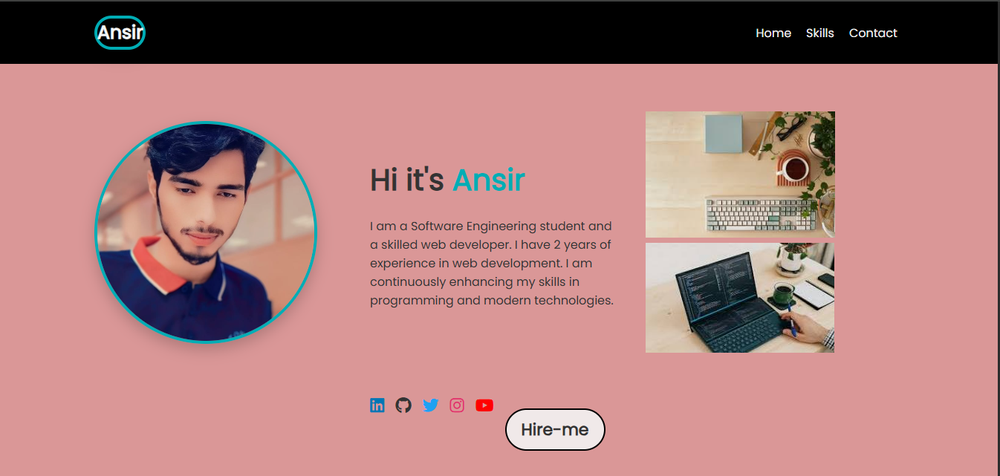 Ansir
Home Skills Contact
Hi it's Ansir
I am a Software Engineering student and
a skilled web developer. I have 2 years of
experience in web development. I am
continuously enhancing my skills in
programming and modern technologies.
in
Hire-me